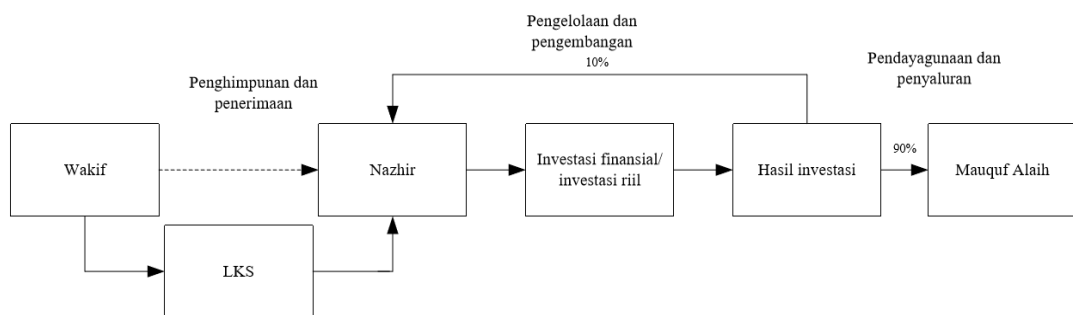 Pengelolaan dan
pengembangan
10%
Pendayagunaan dan
penyaluran
Penghimpunan dan
penerimaan
Wakif
Nazhir
Investasi finansial/
investasi riil
Hasil investasi
90%
Mauquf Alaih
LKS